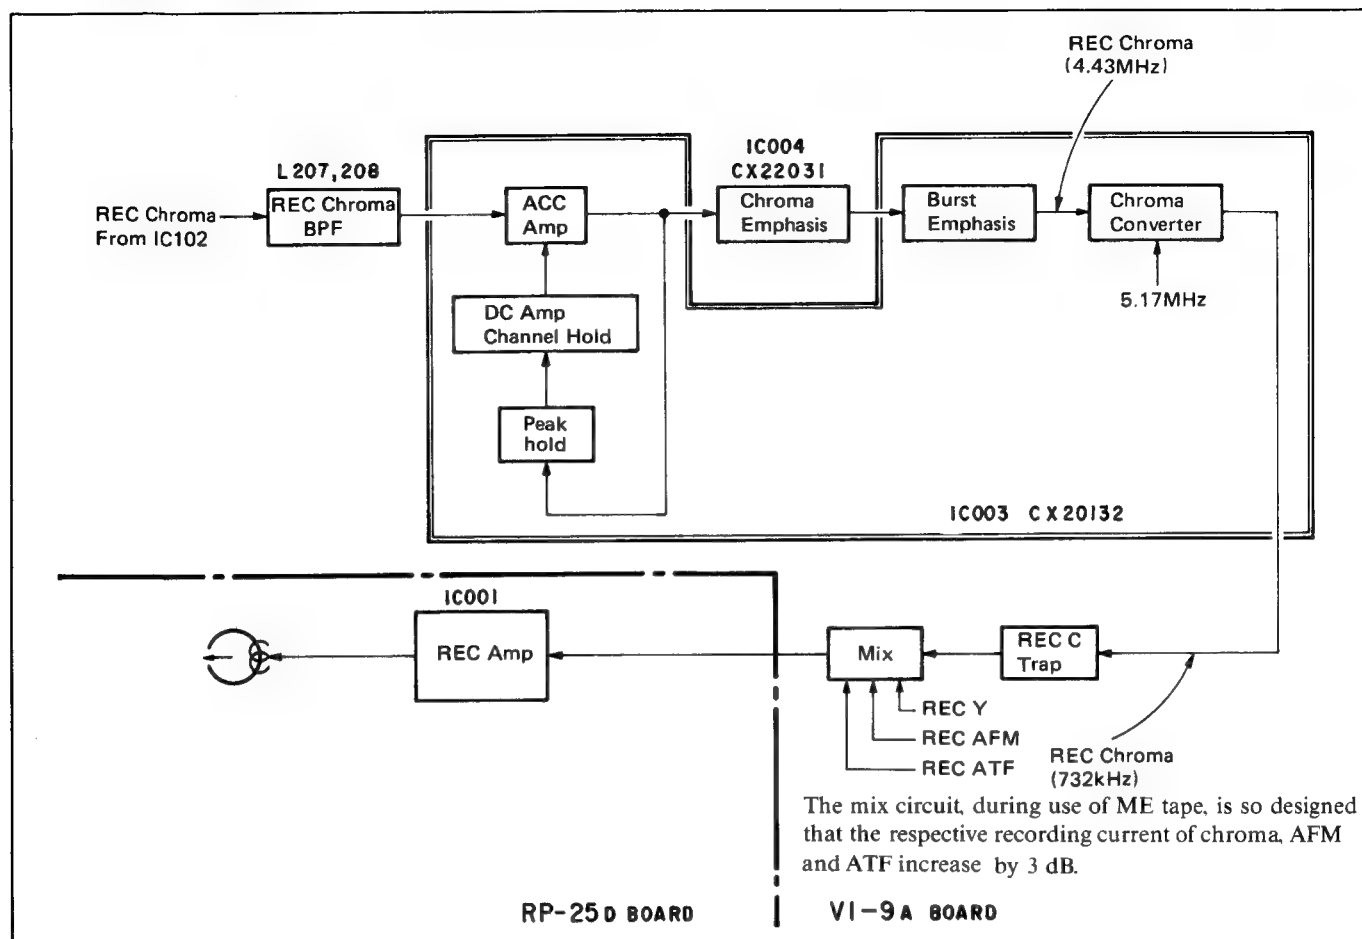 REC Chroma
(4.43MHz)
IC004
CX22031
L207,208
REC Chroma
From IC102
REC Chroma
BPF
ACC
Amp
Chroma
Emphasis
Burst
Emphasis
Chroma
Converter
5.17MHz
DC Amp
Channel Hold
Peak
hold
IC003 CX20132
IC001
REC Amp
Mix
REC C
Trap
REC Y
REC AFM
REC ATF
REC Chroma
(732kHz)
The mix circuit, during use of ME tape, is so designed
that the respective recording current of chroma, AFM
and ATF increase by 3 dB.
RP-25D BOARD
VI-9A BOARD